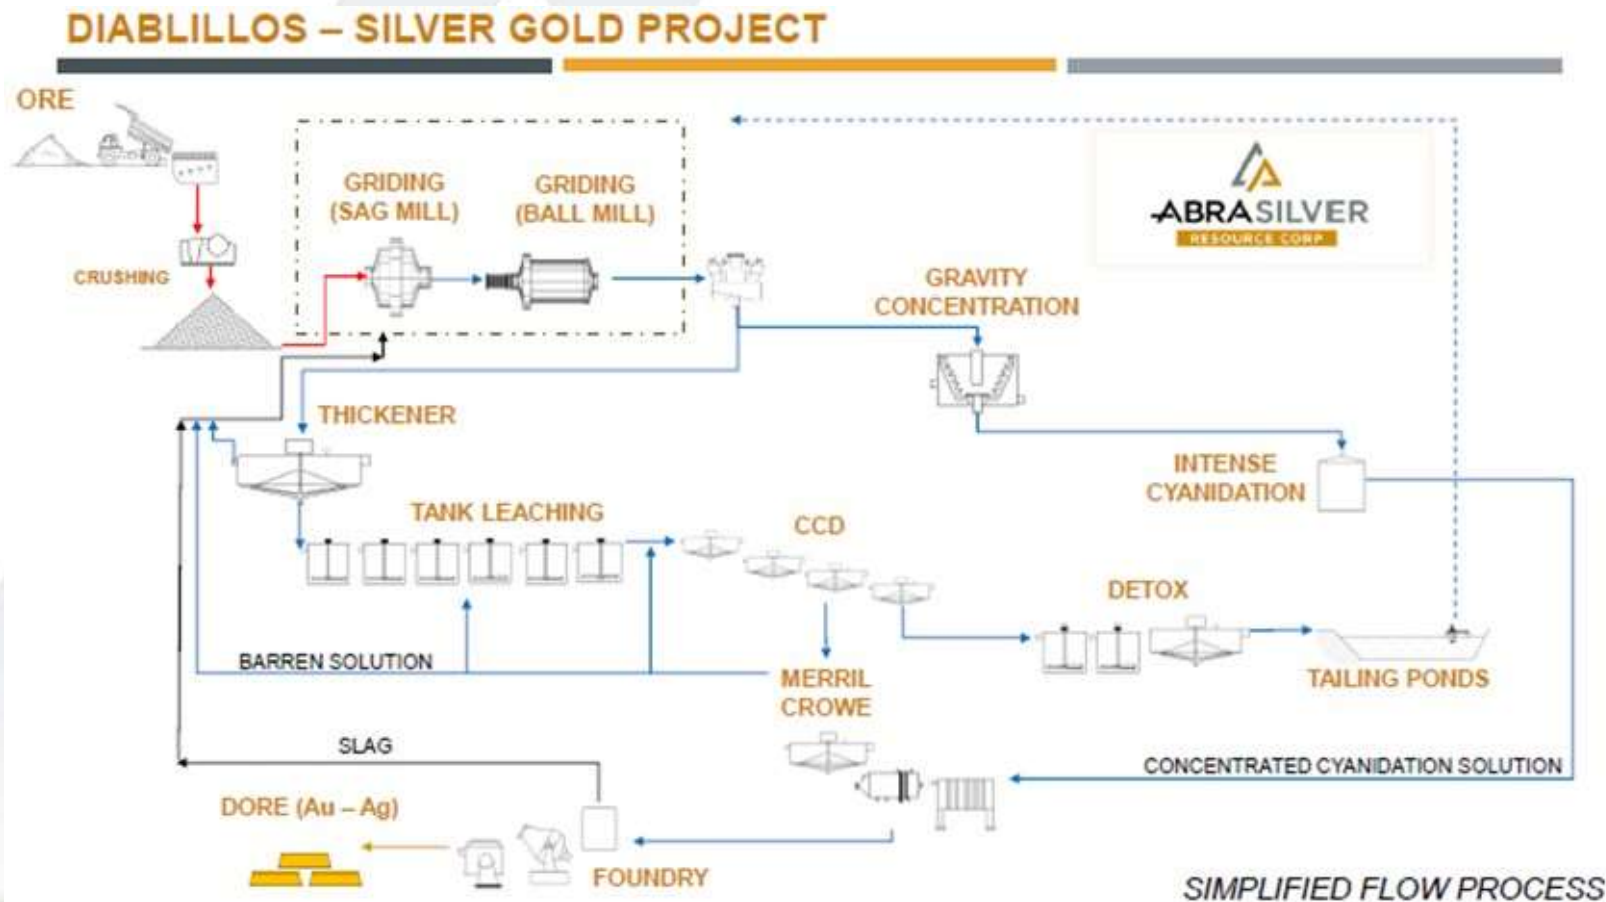 DIABLILLOS – SILVER GOLD PROJECT
ORE
GRIDING
(SAG MILL)
GRIDING
(BALL MILL)
ABRASILVER
RESOURCE CORP
CRUSHING
GRAVITY
CONCENTRATION
THICKENER
INTENSE
CYANIDATION
TANK LEACHING
CCD
DETOX
BARREN SOLUTION
MERRIL
CROWE
TAILING PONDS
SLAG
CONCENTRATED CYANIDATION SOLUTION
DORE (Au – Ag)
FOUNDRY
SIMPLIFIED FLOW PROCESS